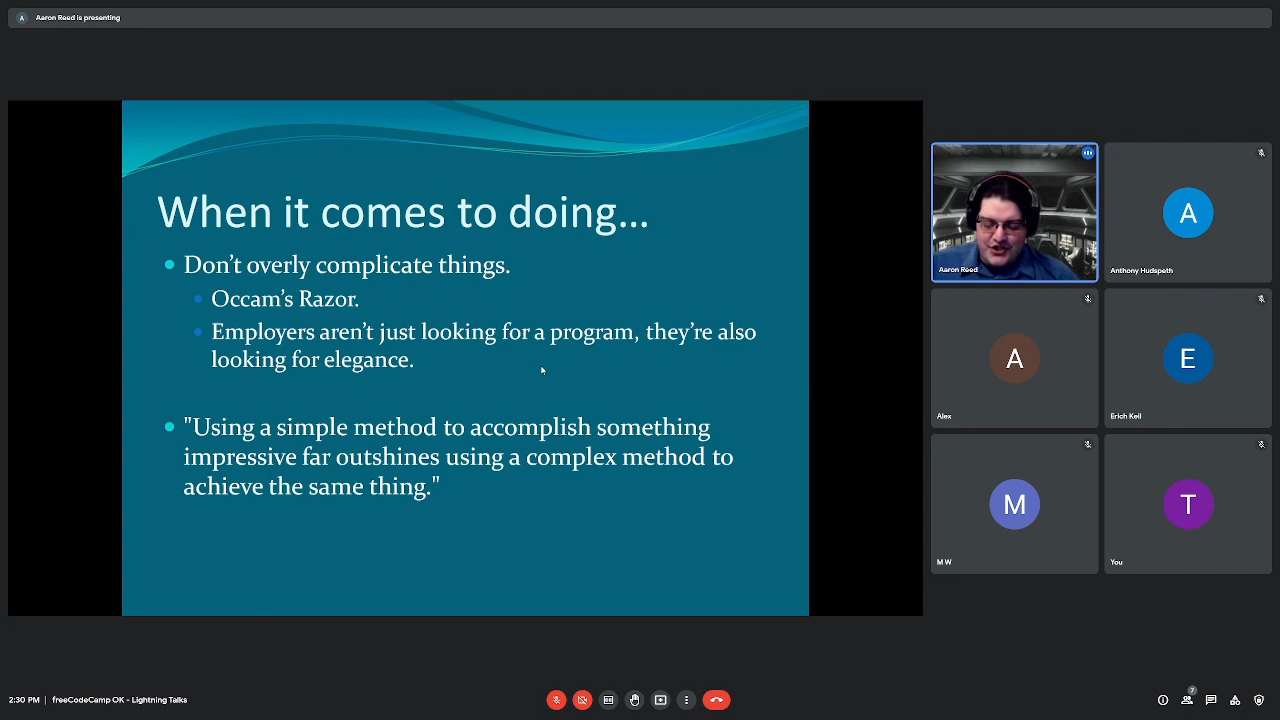 A Aaron Reed is presenting
When it comes to doing...
Don't overly complicate things.
Occam's Razor.
Employers aren't just looking for a program, they're also
looking for elegance.
"Using a simple method to accomplish something
impressive far outshines using a complex method to
achieve the same thing."
Aaron Reed
A
Anthony Hudspeth
A
Alex
E
Erich Keil
M
M W
T
You
2:30 PM | freeCodeCamp OK - Lightning Talks
7